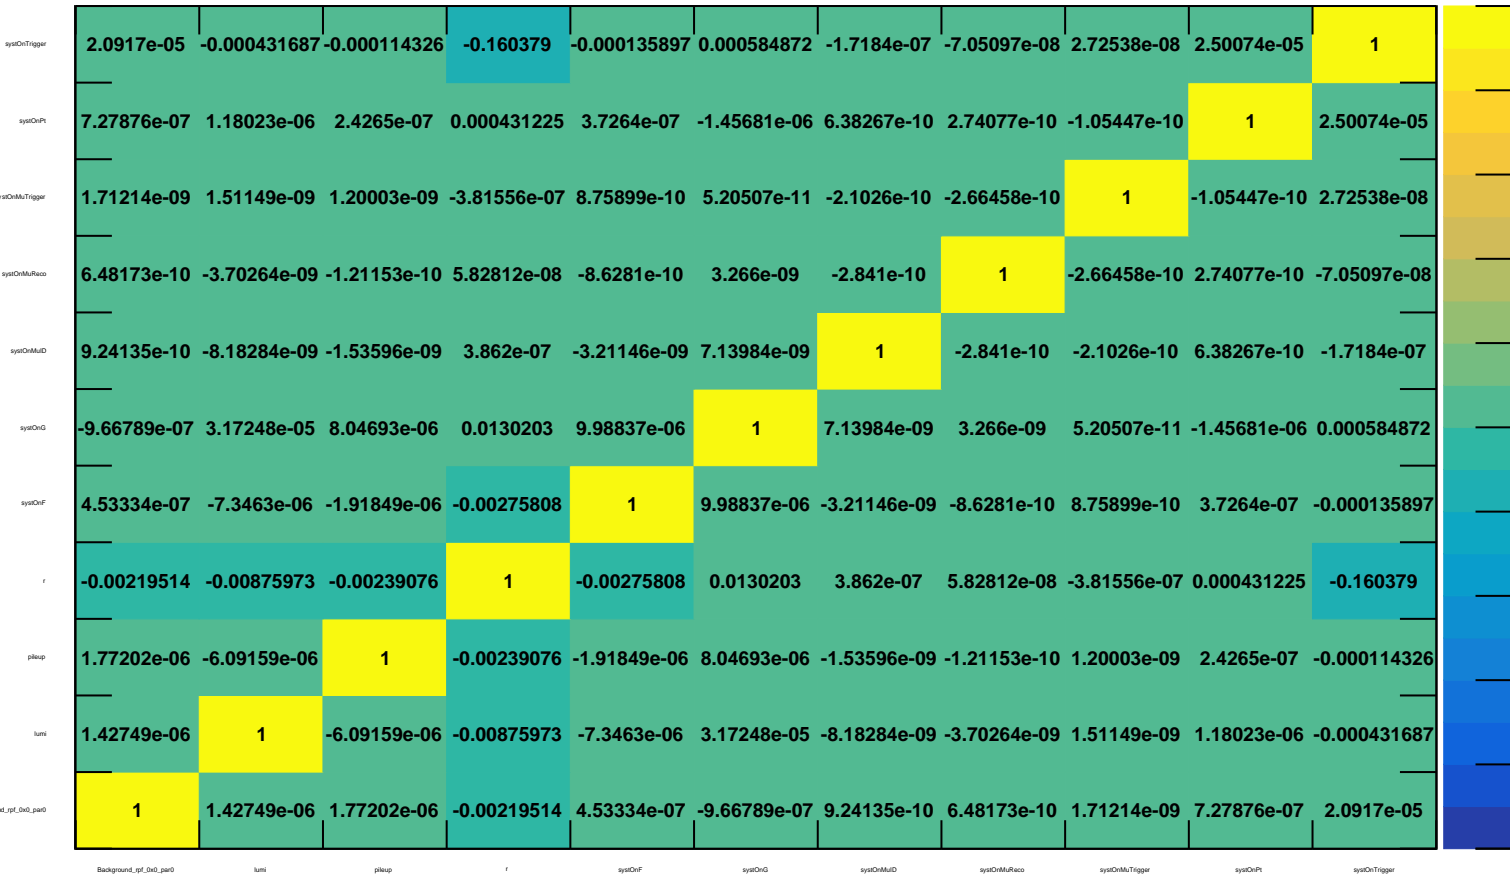 systOnTrigger 2.0917e-05 -0.000431687 -0.000114326 -0.160379 -0.000135897 0.000584872 -1.7184e-07 -7.05097e-08 2.72538e-08 2.50074e-05 1
systOnPt 7.27876e-07 1.18023e-06 2.4265e-07 0.000431225 3.7264e-07 -1.45681e-06 6.38267e-10 2.74077e-10 -1.05447e-10 1 2.50074e-05
stOnMuTrigger 1.71214e-09 1.51149e-09 1.20003e-09 -3.81556e-07 8.75899e-10 5.20507e-11 -2.1026e-10 -2.66458e-10 1 -1.05447e-10 2.72538e-08
systOnMuReco 6.48173e-10 -3.70264e-09 -1.21153e-10 5.82812e-08 -8.6281e-10 3.266e-09 -2.841e-10 1 -2.66458e-10 2.74077e-10 -7.05097e-08
systOnMuID 9.24135e-10 -8.18284e-09 -1.53596e-09 3.862e-07 -3.21146e-09 7.13984e-09 1 -2.841e-10 -2.1026e-10 6.38267e-10 -1.7184e-07
systOnG -9.66789e-07 3.17248e-05 8.04693e-06 0.0130203 9.98837e-06 1 7.13984e-09 3.266e-09 5.20507e-11 -1.45681e-06 0.000584872
systOnF 4.53334e-07 -7.3463e-06 -1.91849e-06 -0.00275808 1 9.98837e-06 -3.21146e-09 -8.6281e-10 8.75899e-10 3.7264e-07 -0.000135897
r -0.00219514 -0.00875973 -0.00239076 1 -0.00275808 0.0130203 3.862e-07 5.82812e-08 -3.81556e-07 0.000431225 -0.160379
pileup 1.77202e-06 -6.09159e-06 1 -0.00239076 -1.91849e-06 8.04693e-06 -1.53596e-09 -1.21153e-10 1.20003e-09 2.4265e-07 -0.000114326
lumi 1.42749e-06 1 -6.09159e-06 -0.00875973 -7.3463e-06 3.17248e-05 -8.18284e-09 -3.70264e-09 1.51149e-09 1.18023e-06 -0.000431687
d_rpf_0x0_par0 1 1.42749e-06 1.77202e-06 -0.00219514 4.53334e-07 -9.66789e-07 9.24135e-10 6.48173e-10 1.71214e-09 7.27876e-07 2.0917e-05
Background_rpf_0x0_par0 lumi pileup r systOnF systOnG systOnMuID systOnMuReco systOnMuTrigger systOnPt systOnTrigger